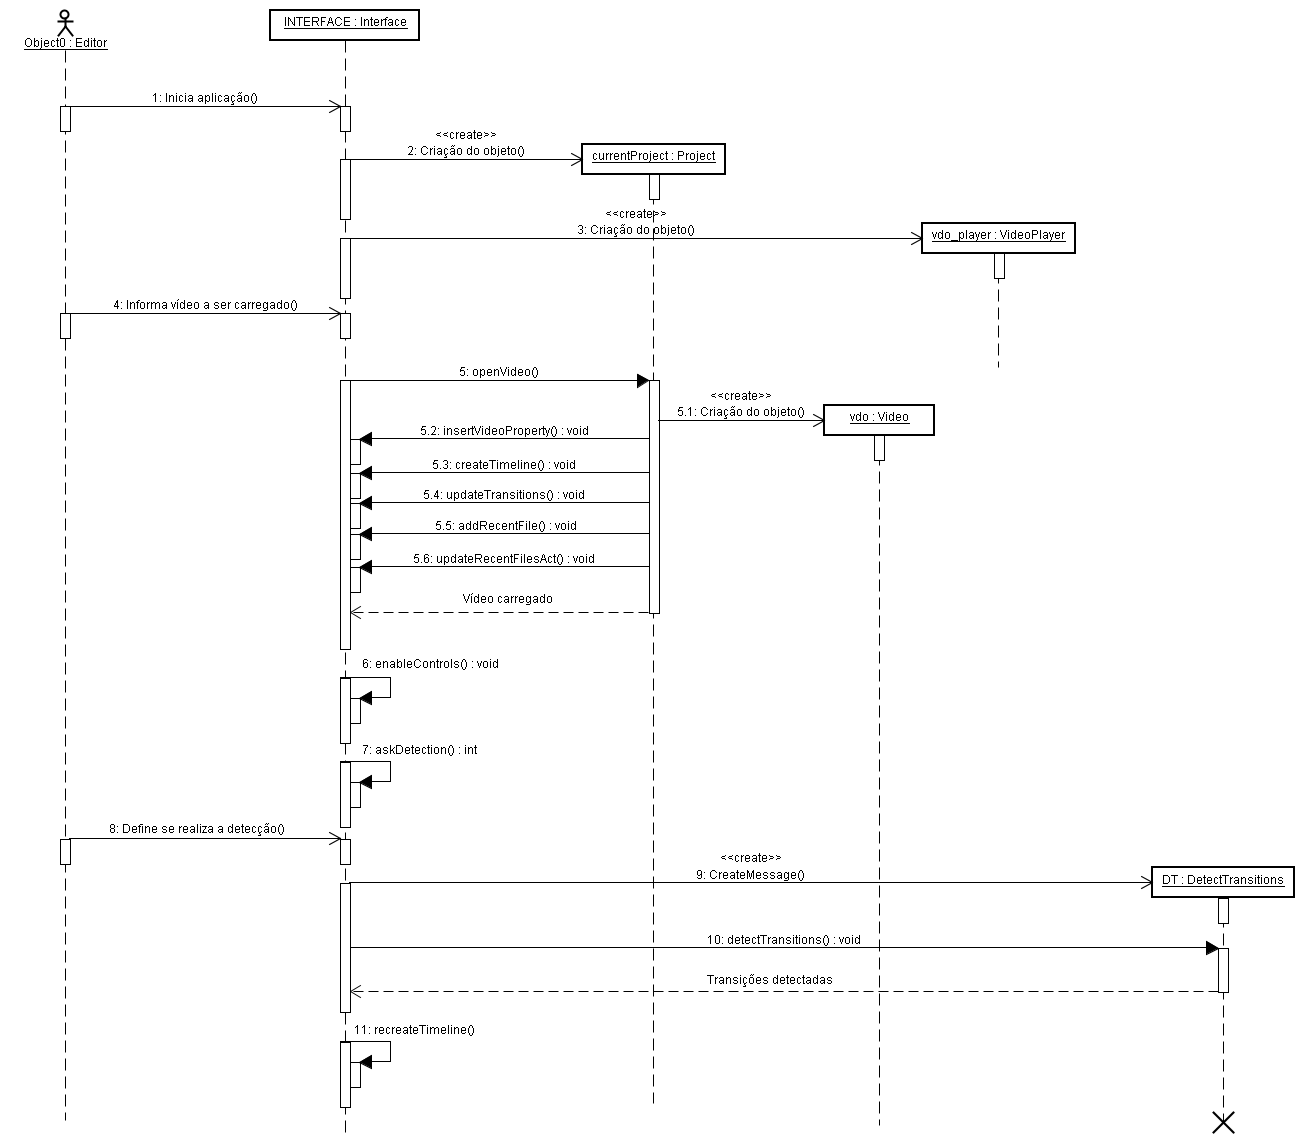 Object0 : Editor
INTERFACE : Interface
1: Inicia aplicação()
<<create>>
2: Criação do objeto()
currentProject : Project
<<create>>
3: Criação do objeto()
vdo_player : VideoPlayer
4: Informa vídeo a ser carregado()
5: openVideo()
<<create>>
5.1: Criação do objeto()
vdo : Video
5.2: insertVideoProperty() : void
5.3: createTimeline() : void
5.4: updateTransitions() : void
5.5: addRecentFile() : void
5.6: updateRecentFilesAct() : void
Vídeo carregado
6: enableControls() : void
7: askDetection() : int
8: Define se realiza a detecção()
<<create>>
9: CreateMessage()
DT : DetectTransitions
10: detectTransitions() : void
Transições detectadas
11: recreateTimeline()